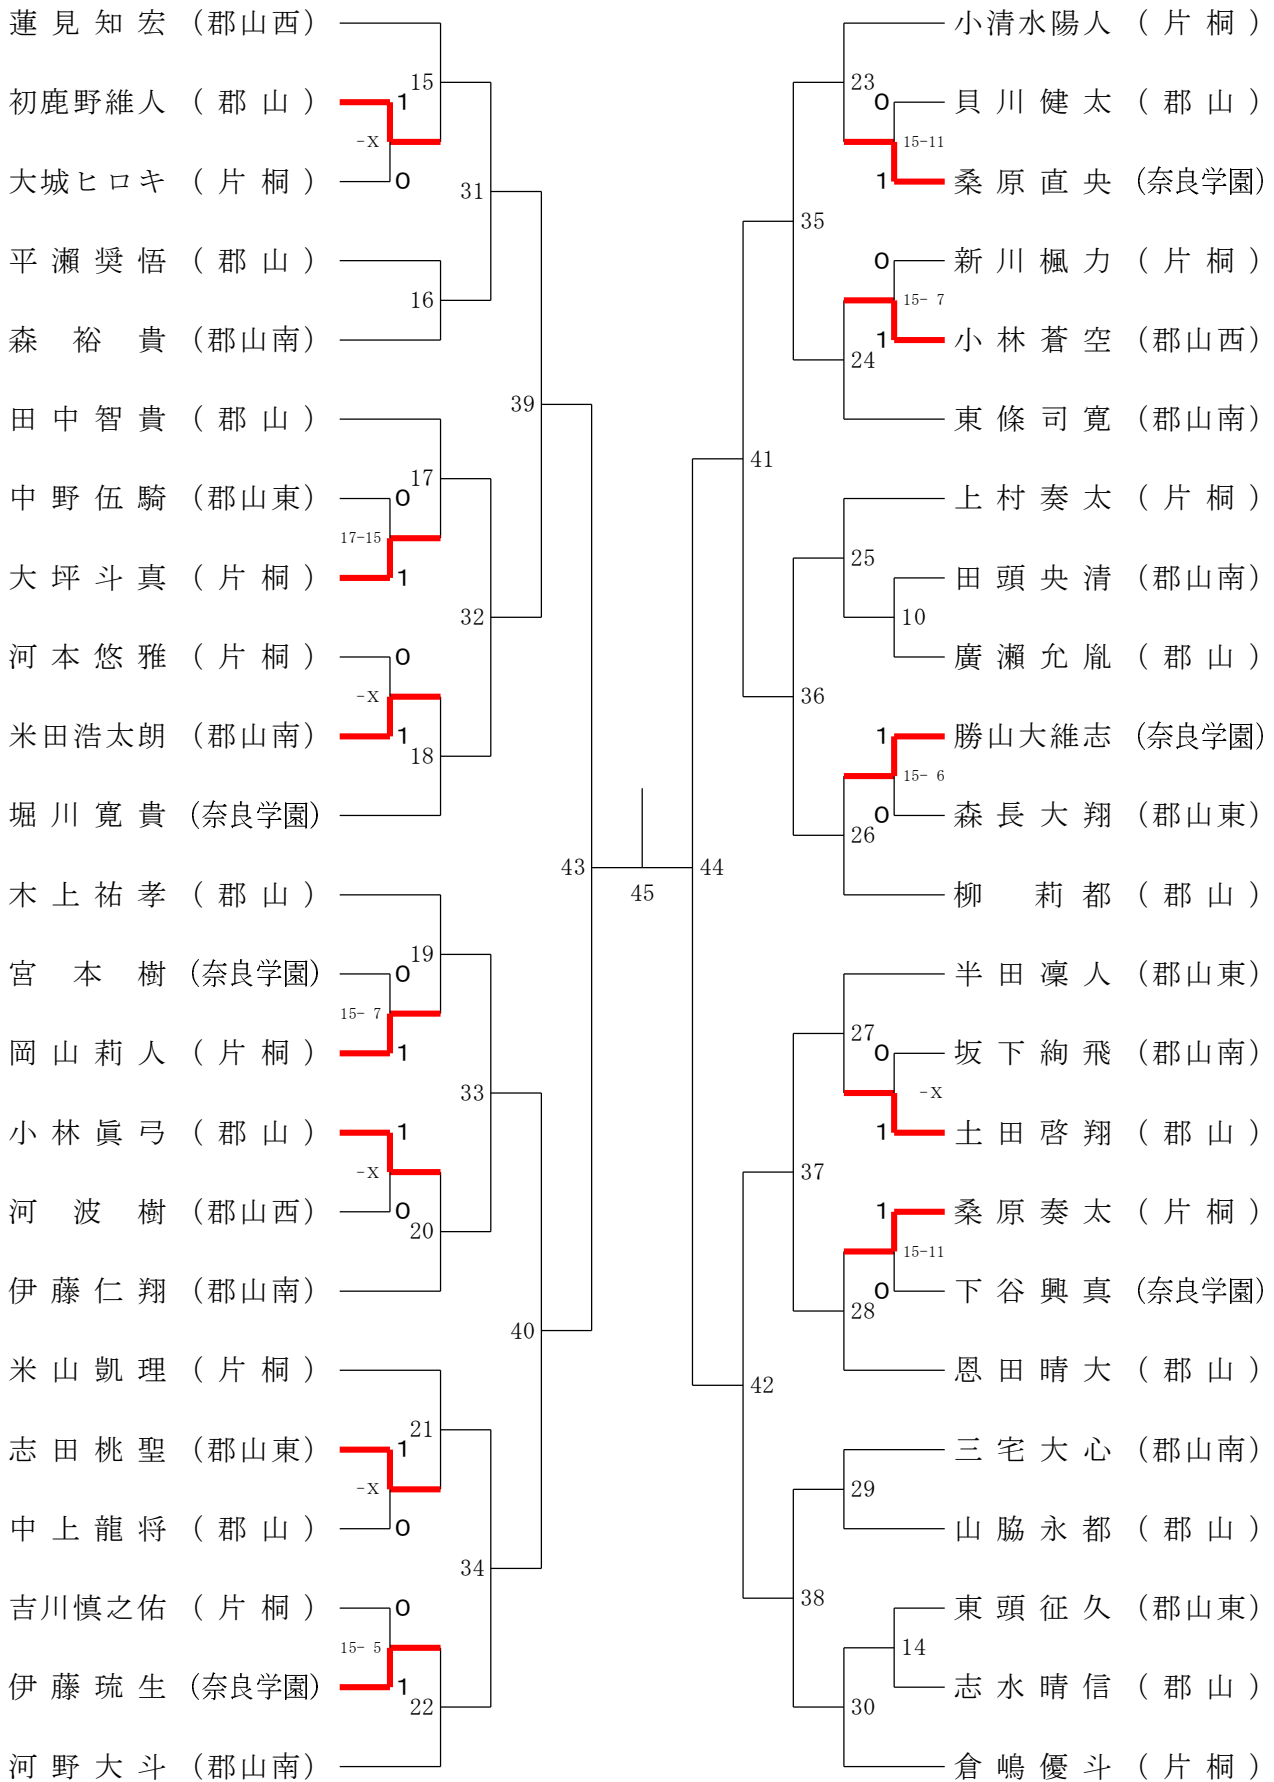 蓮見知宏 (郡山西)
15
初鹿野維人 (郡山) 1
-X
大城ヒロキ (片桐) 0
31
平瀬奨悟 (郡山)
16
森裕貴 (郡山南)
39
田中智貴 (郡山)
17
中野伍騎 (郡山東) 0
17-15
大坪斗真 (片桐) 1
32
河本悠雅 (片桐) 0
-X
米田浩太朗 (郡山南) 1
18
堀川寛貴 (奈良学園)
43
木上祐孝 (郡山)
19
宮本樹 (奈良学園) 0
15- 7
岡山莉人 (片桐) 1
33
小林眞弓 (郡山) 1
-X
河波樹 (郡山西) 0
20
伊藤仁翔 (郡山南)
40
米山凱理 (片桐)
21
志田桃聖 (郡山東) 1
-X
中上龍将 (郡山) 0
34
吉川慎之佑 (片桐) 0
15- 5
伊藤琉生 (奈良学園) 1
22
河野大斗 (郡山南)
45
小清水陽人 (片桐)
23
0 貝川健太 (郡山)
15-11
1 桑原直央 (奈良学園)
35
0 新川楓力 (片桐)
15- 7
1 小林蒼空 (郡山西)
24
東條司寛 (郡山南)
41
上村奏太 (片桐)
25
田頭央清 (郡山南)
10
廣瀬允胤 (郡山)
36
1 勝山大維志 (奈良学園)
15- 6
0 森長大翔 (郡山東)
26
柳莉都 (郡山)
44
半田凜人 (郡山東)
27
0 坂下絢飛 (郡山南)
-X
1 土田啓翔 (郡山)
37
1 桑原奏太 (片桐)
15-11
0 下谷興真 (奈良学園)
28
恩田晴大 (郡山)
42
三宅大心 (郡山南)
29
山脇永都 (郡山)
38
東頭征久 (郡山東)
14
志水晴信 (郡山)
30
倉嶋優斗 (片桐)